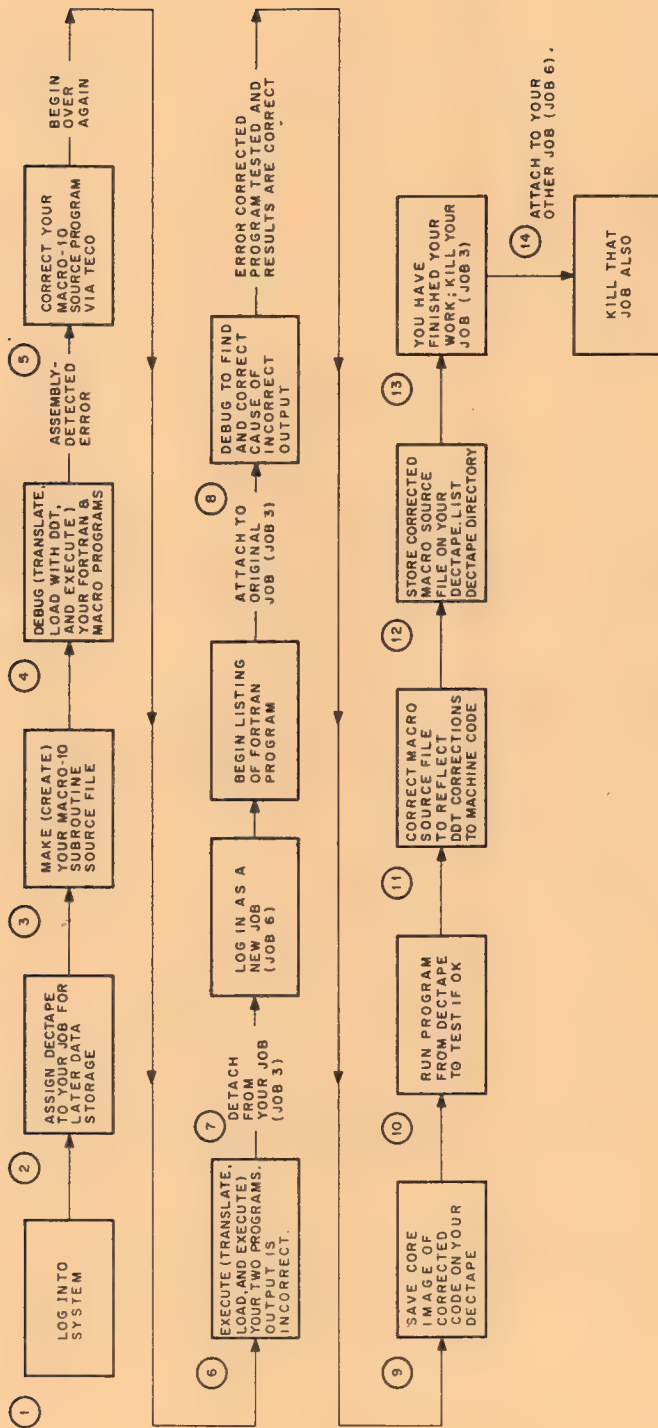 1
LOG INTO
SYSTEM
2
ASSIGN DECTAPE
TO YOUR JOB FOR
LATER DATA
STORAGE
3
MAKE (CREATE)
YOUR MACRO-10
SUBROUTINE
SOURCE FILE
4
DEBUG (TRANSLATE,
LOAD WITH DDT,
AND EXECUTE)
YOUR FORTRAN &
MACRO PROGRAMS
ASSEMBLY-
DETECTED
ERROR
5
CORRECT YOUR
MACRO-10
SOURCE PROGRAM
VIA TECO
BEGIN
OVER
AGAIN
6
EXECUTE (TRANSLATE,
LOAD, AND EXECUTE)
YOUR TWO PROGRAMS.
OUTPUT IS
INCORRECT.
7
DETACH
FROM
YOUR JOB
(JOB 3)
LOG IN AS A
NEW JOB
(JOB 6)
BEGIN LISTING
OF FORTRAN
PROGRAM
ATTACH TO
ORIGINAL
JOB (JOB 3)
8
DEBUG TO FIND
AND CORRECT
CAUSE OF
INCORRECT
OUTPUT
ERROR CORRECTED
PROGRAM TESTED AND
RESULTS ARE CORRECT
9
SAVE CORE
IMAGE OF
CORRECTED
CODE ON YOUR
DECTAPE
10
RUN PROGRAM
FROM DECTAPE
TO TEST IF OK
11
CORRECT MACRO
SOURCE FILE
TO REFLECT
DDT CORRECTIONS
TO MACHINE CODE
12
STORE CORRECTED
MACRO SOURCE
FILE ON YOUR
DECTAPE. LIST
DECTAPE DIRECTORY
13
YOU HAVE
FINISHED YOUR
WORK; KILL YOUR
JOB (JOB 3)
14
ATTACH TO YOUR
OTHER JOB (JOB 6).
KILL THAT
JOB ALSO